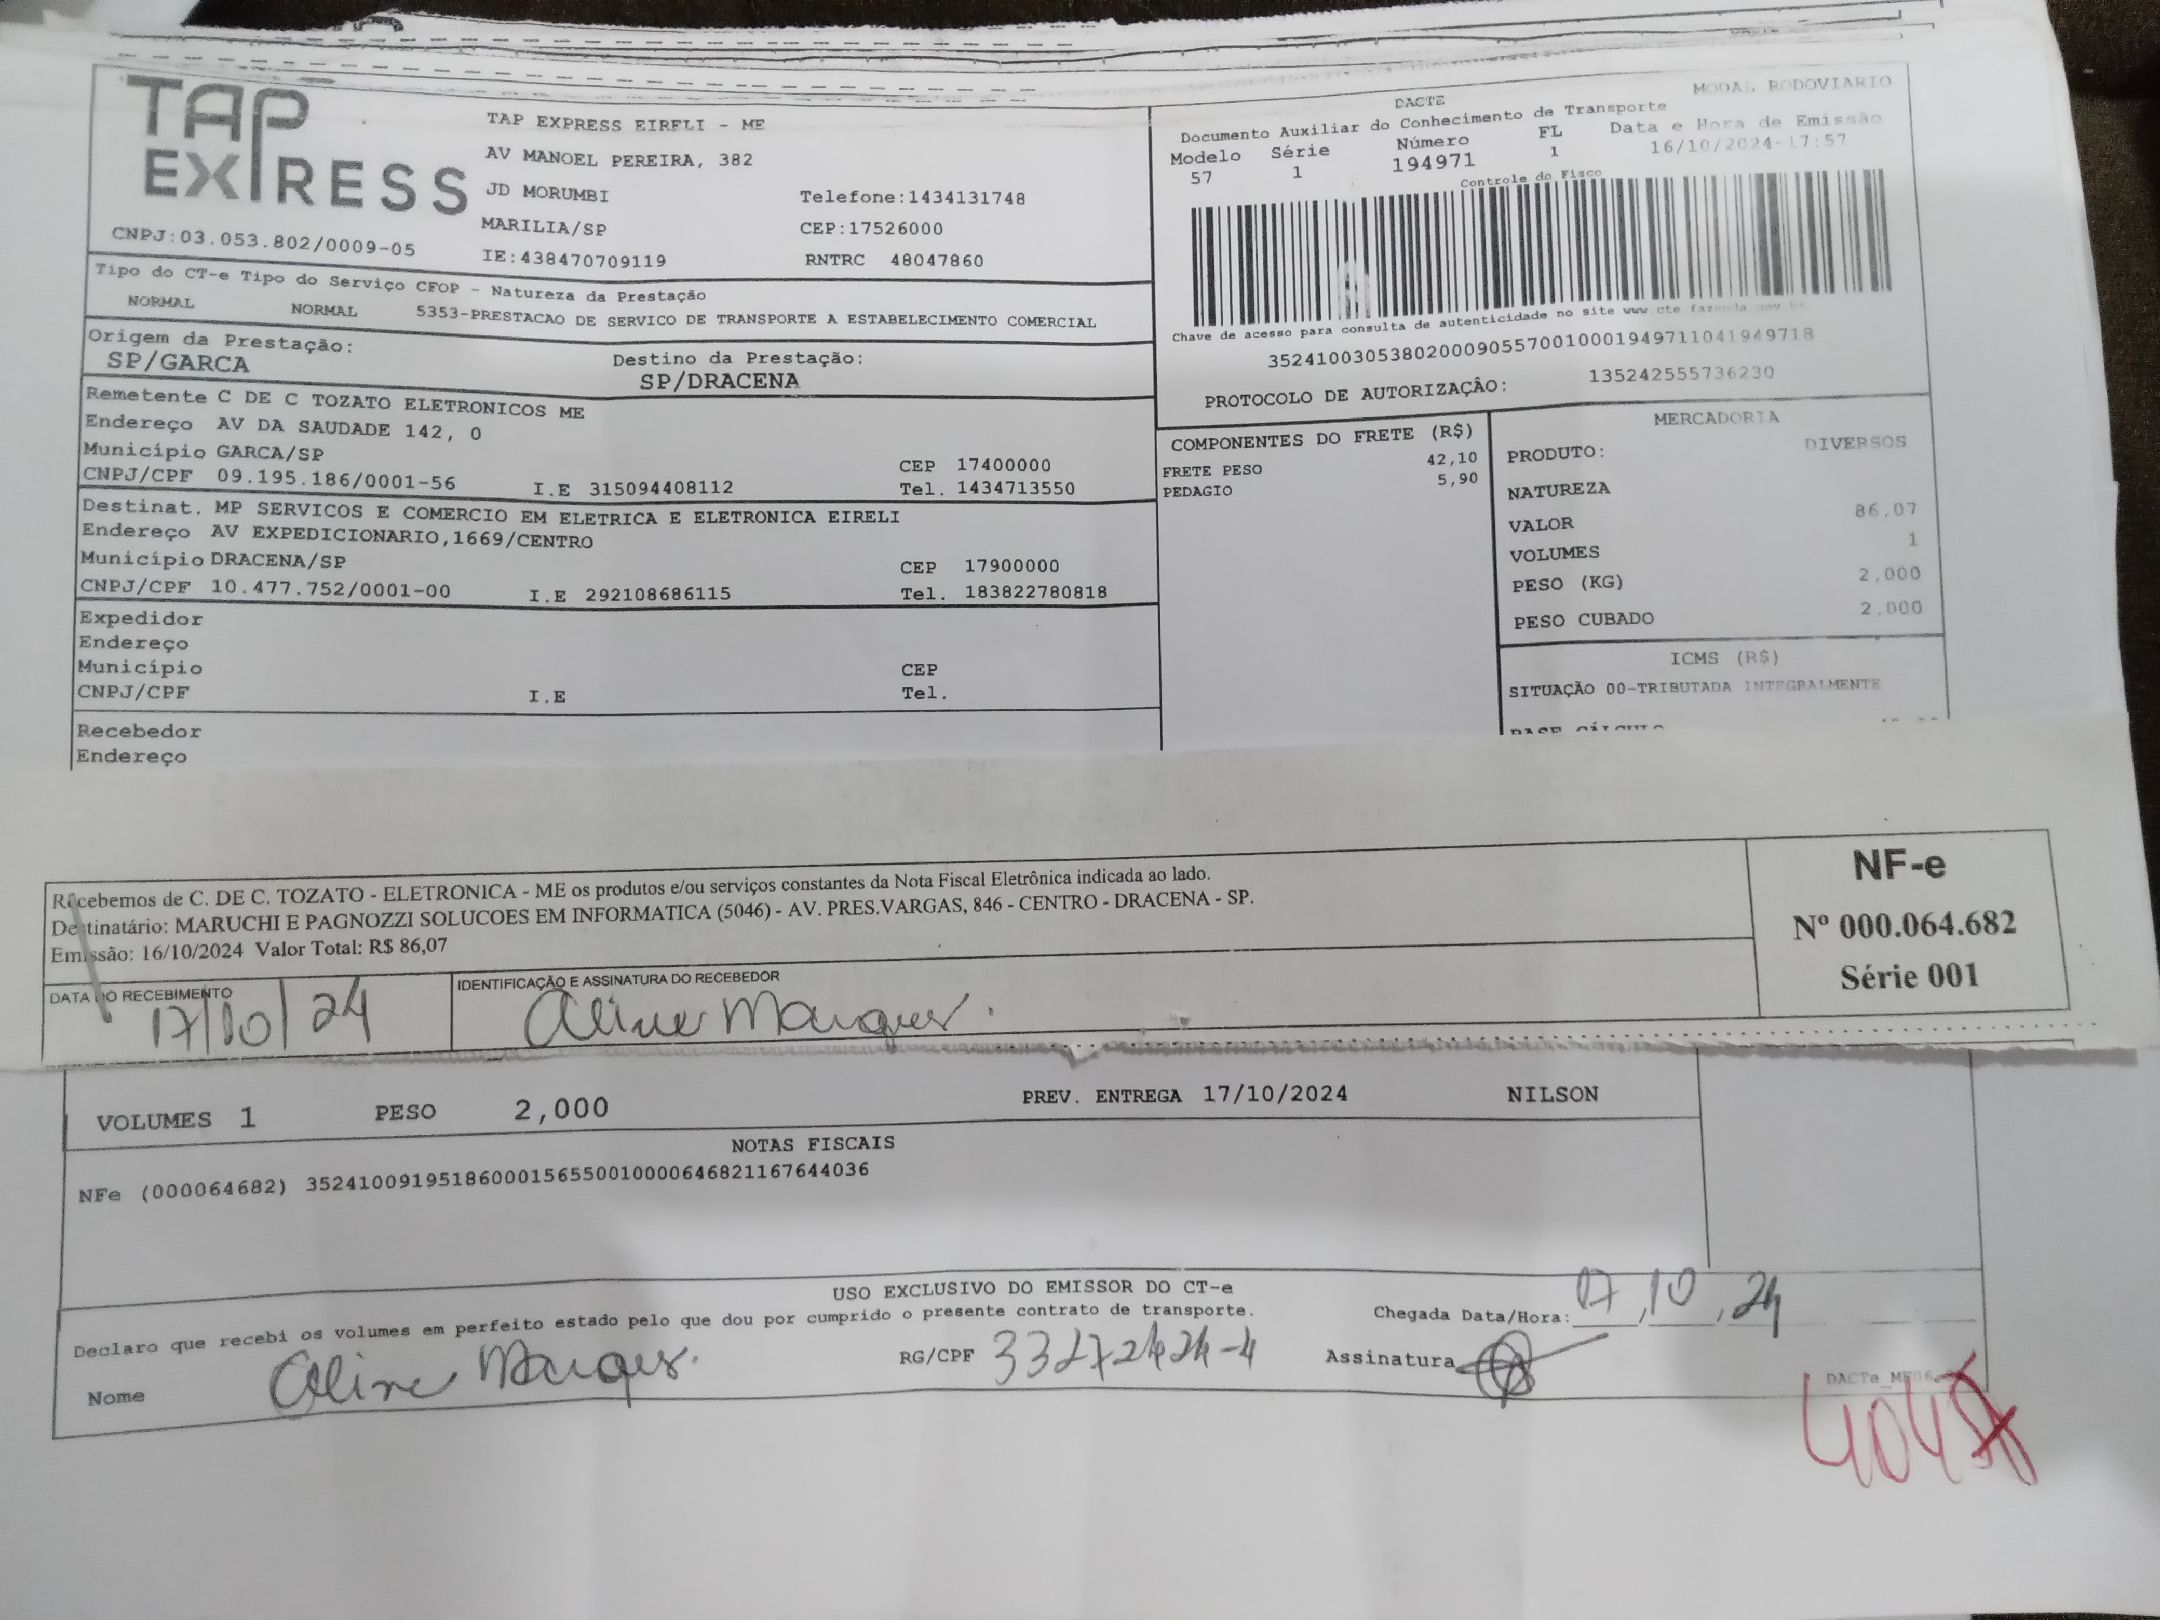 TAP
EXPRESS
CNPJ:03.053.802/0009-05
TAP EXPRESS EIRELI - ME
AV MANOEL PEREIRA, 382
JD MORUMBI
Telefone:1434131748
MARILIA/SP
CEP:17526000
IE:438470709119
RNTRC 48047860
MODAL RODOVIARIO
DACTE
Documento Auxiliar do Conhecimento de Transporte
Modelo Série Número FL Data e Hora de Emissão
57 1 194971 1 16/10/2024-17:57
Controle do Fisco
Chave de acesso para consulta de autenticidade no site www.cte fazenda gov.br
35241003053802000905570010001949711041949718
PROTOCOLO DE AUTORIZAÇÂO: 135242555736230
Tipo do CT-e Tipo do Serviço CFOP - Natureza da Prestação
NORMAL NORMAL 5353-PRESTACAO DE SERVICO DE TRANSPORTE A ESTABELECIMENTO COMERCIAL
Origem da Prestação: Destino da Prestação:
SP/GARCA SP/DRACENA
Remetente C DE C TOZATO ELETRONICOS ME
Endereço AV DA SAUDADE 142, 0
Município GARCA/SP CEP 17400000
CNPJ/CPF 09.195.186/0001-56 I.E 315094408112 Tel. 1434713550
Destinat. MP SERVICOS E COMERCIO EM ELETRICA E ELETRONICA EIRELI
Endereço AV EXPEDICIONARIO,1669/CENTRO
Município DRACENA/SP CEP 17900000
CNPJ/CPF 10.477.752/0001-00 I.E 292108686115 Tel. 183822780818
Expedidor
Endereço
Município CEP
CNPJ/CPF I.E Tel.
Recebedor
Endereço
COMPONENTES DO FRETE (R$)
FRETE PESO 42,10
PEDAGIO 5,90
MERCADORIA
PRODUTO: DIVERSOS
NATUREZA
VALOR 86,07
VOLUMES 1
PESO (KG) 2,000
PESO CUBADO 2,000
ICMS (R$)
SITUAÇÃO 00-TRIBUTADA INTEGRALMENTE
BASE CÁLCULO
Recebemos de C. DE C. TOZATO - ELETRONICA - ME os produtos e/ou serviços constantes da Nota Fiscal Eletrônica indicada ao lado.
Destinatário: MARUCHI E PAGNOZZI SOLUCOES EM INFORMATICA (5046) - AV. PRES.VARGAS, 846 - CENTRO - DRACENA - SP.
Emissão: 16/10/2024 Valor Total: R$ 86,07
DATA DO RECEBIMENTO
17/10/24
IDENTIFICAÇÃO E ASSINATURA DO RECEBEDOR
Aline Marques.
NF-e
Nº 000.064.682
Série 001
VOLUMES 1 PESO 2,000 PREV. ENTREGA 17/10/2024 NILSON
NOTAS FISCAIS
NFe (000064682) 35241009195186000156550010000646821167644036
USO EXCLUSIVO DO EMISSOR DO CT-e
Declaro que recebi os volumes em perfeito estado pelo que dou por cumprido o presente contrato de transporte.
Chegada Data/Hora: 17,10,24
Nome Aline Marques. RG/CPF 33272424-4 Assinatura